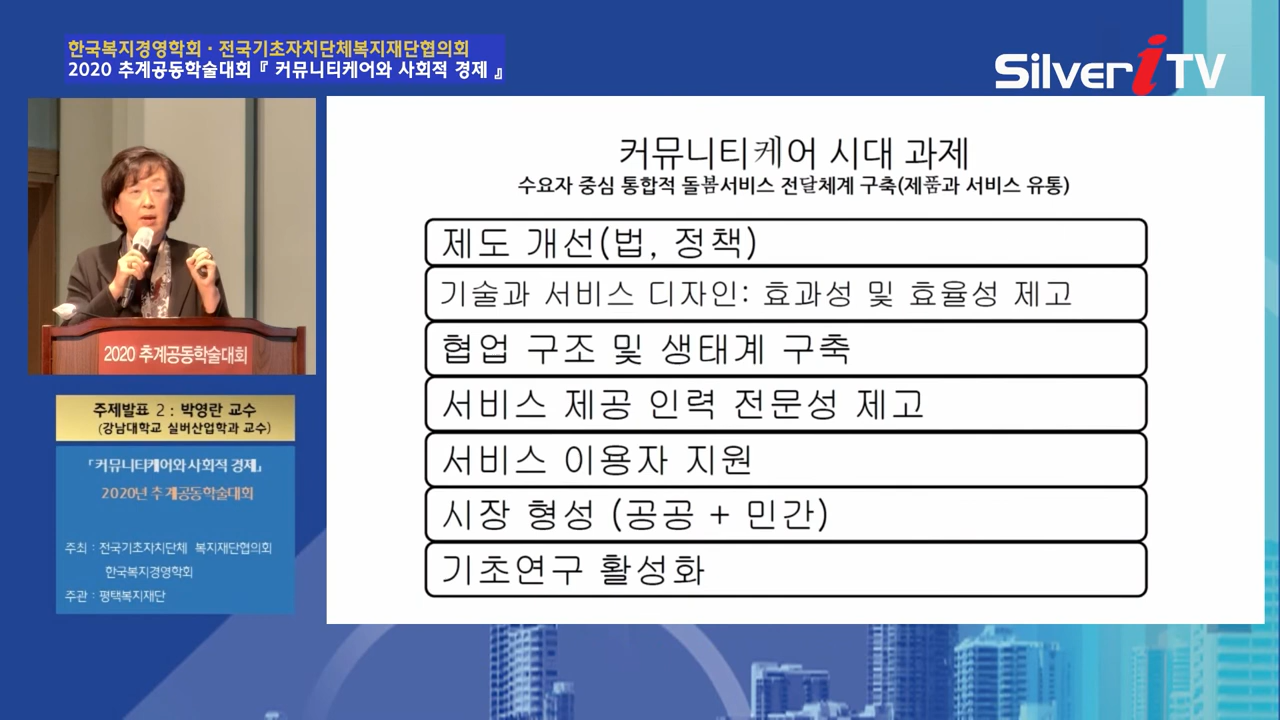 한국복지경영학회 · 전국기초자치단체복지재단협의회
2020 추계공동학술대회 『 커뮤니티케어와 사회적 경제 』
Silver i TV
커뮤니티케어 시대 과제
수요자 중심 통합적 돌봄서비스 전달체계 구축(제품과 서비스 유통)
제도 개선(법, 정책)
기술과 서비스 디자인: 효과성 및 효율성 제고
협업 구조 및 생태계 구축
서비스 제공 인력 전문성 제고
서비스 이용자 지원
시장 형성 (공공 + 민간)
기초연구 활성화
2020 추계공동학술대회
주제발표 2 : 박영란 교수
(강남대학교 실버산업학과 교수)
『커뮤니티케어와 사회적 경제』
2020년 추계공동학술대회
주최 : 전국기초자치단체 복지재단협의회
한국복지경영학회
주관 : 평택복지재단